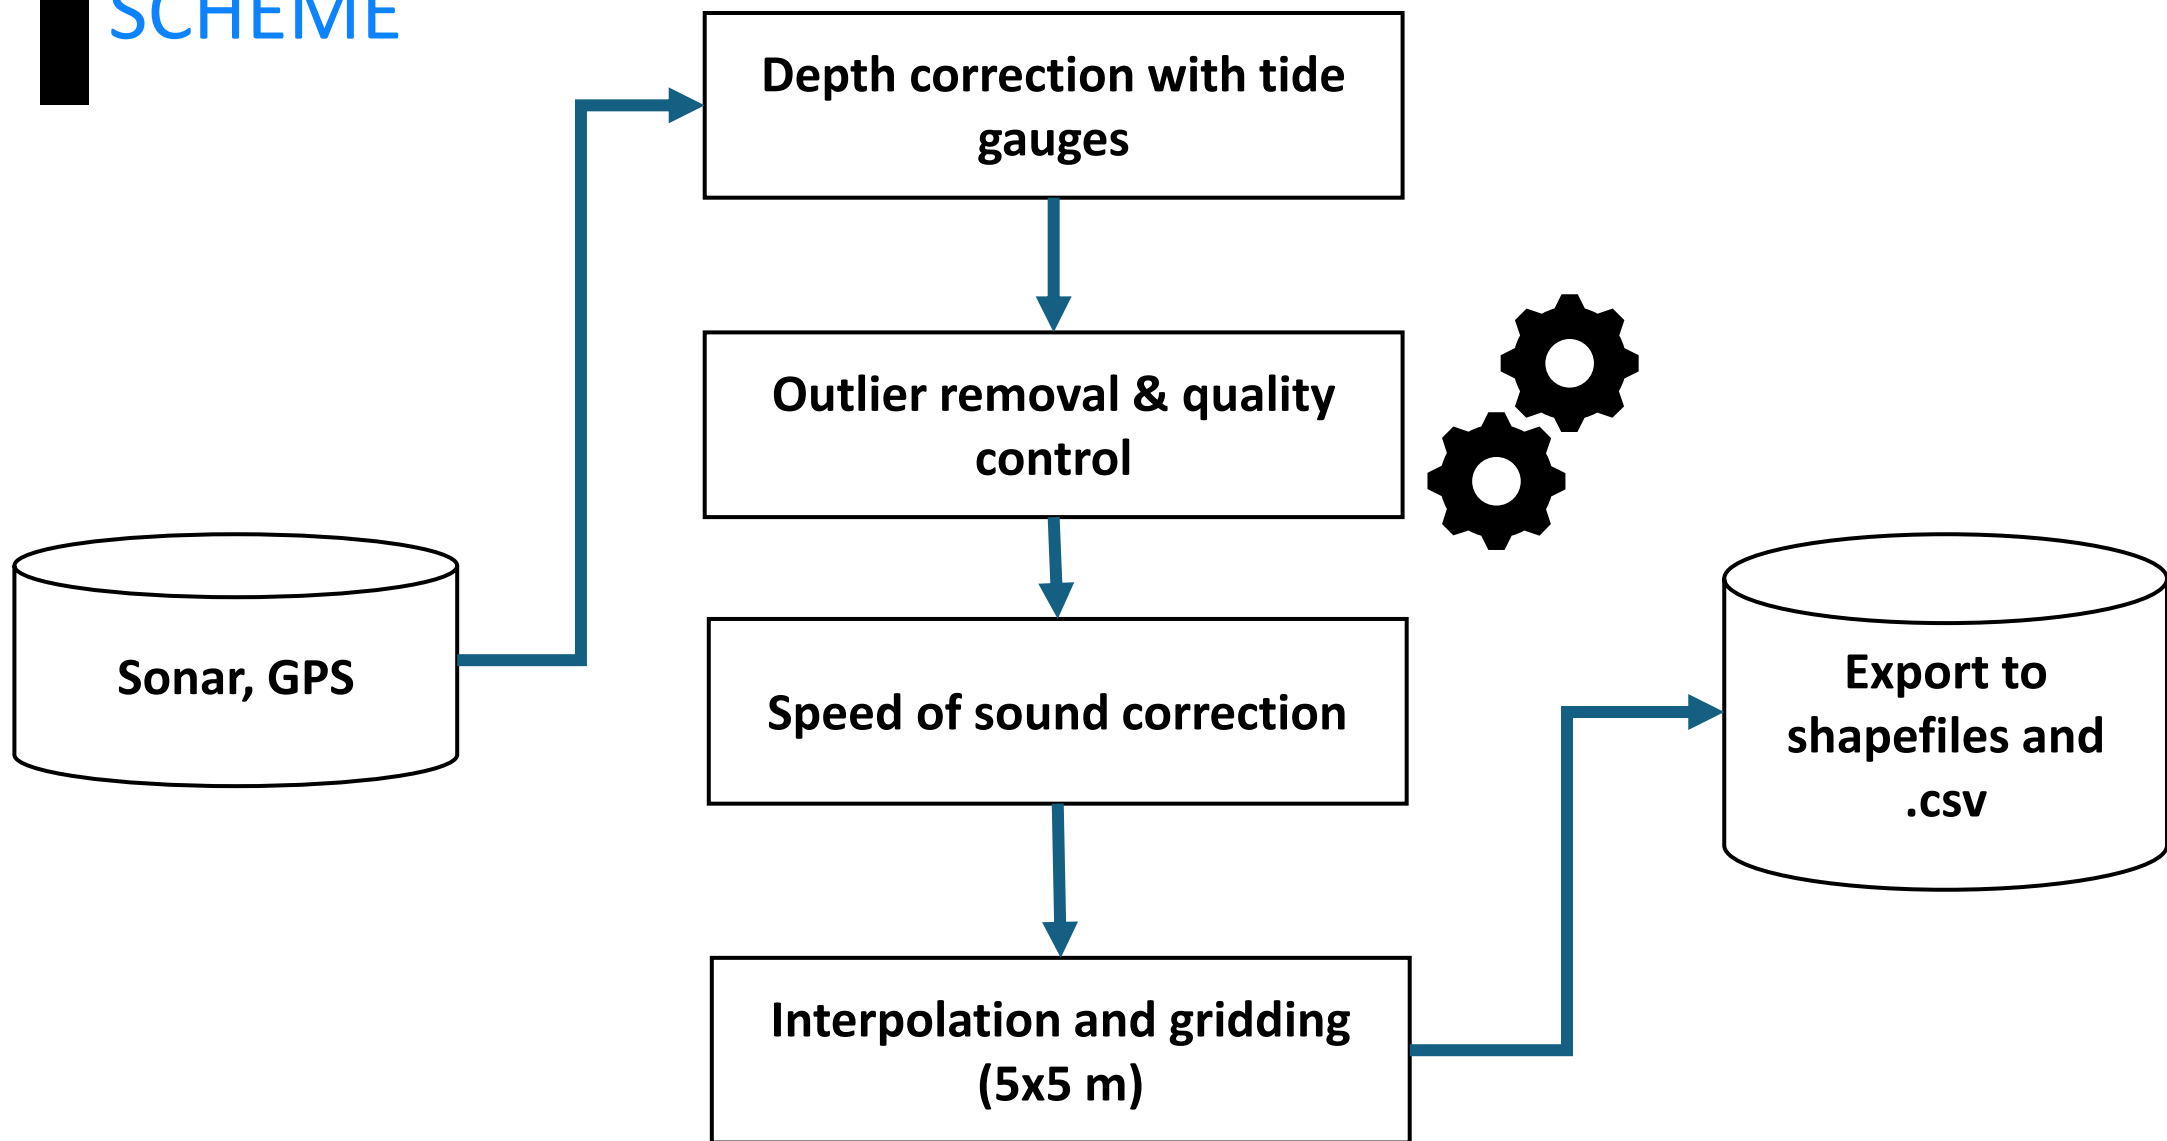 SCHEME
Depth correction with tide
gauges
Outlier removal & quality
control
Sonar, GPS
Speed of sound correction
Export to
shapefiles and
.csv
Interpolation and gridding
(5x5 m)